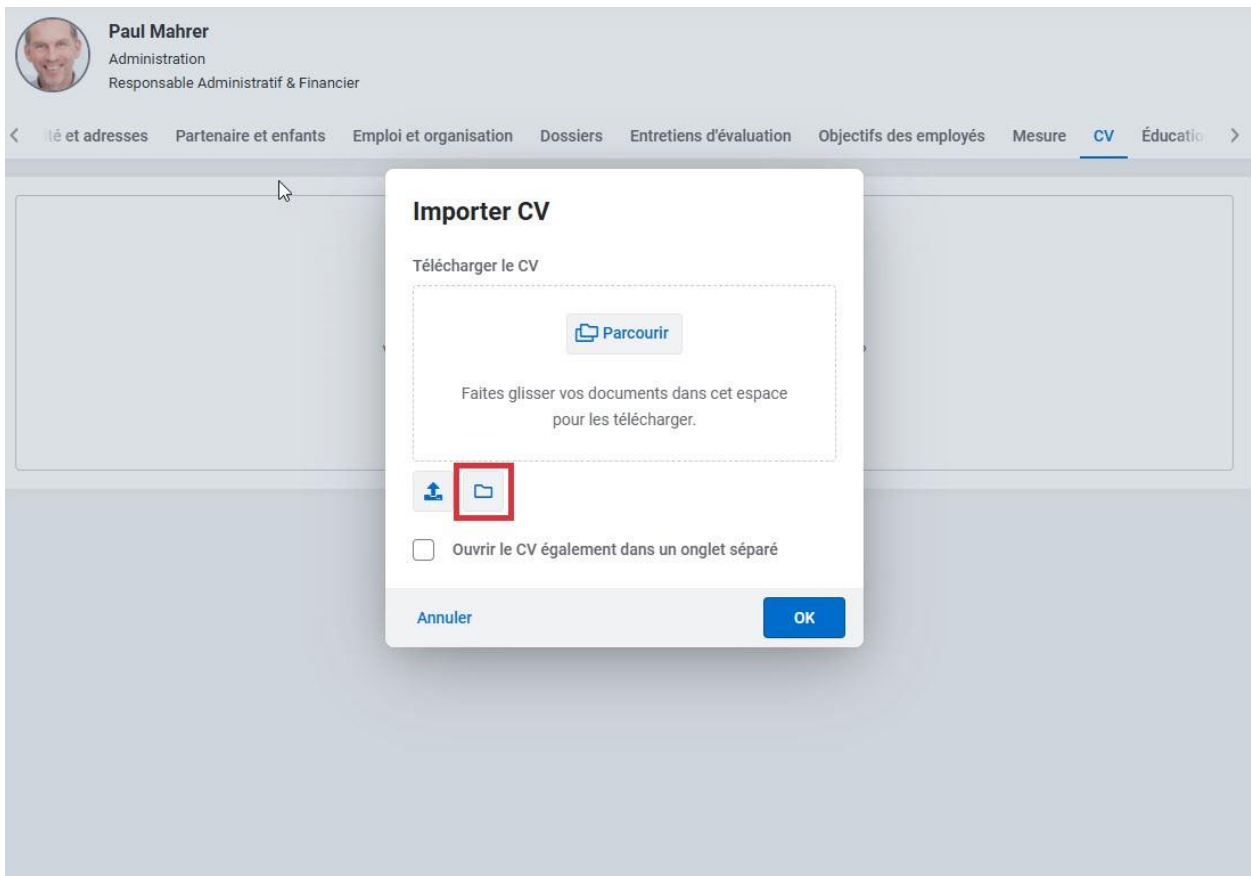 Paul Mahrer
Administration
Responsable Administratif & Financier
té et adresses Partenaire et enfants Emploi et organisation Dossiers Entretiens d'évaluation Objectifs des employés Mesure CV Éducatio
Importer CV
Télécharger le CV
Parcourir
Faites glisser vos documents dans cet espace
pour les télécharger.
Ouvrir le CV également dans un onglet séparé
Annuler OK